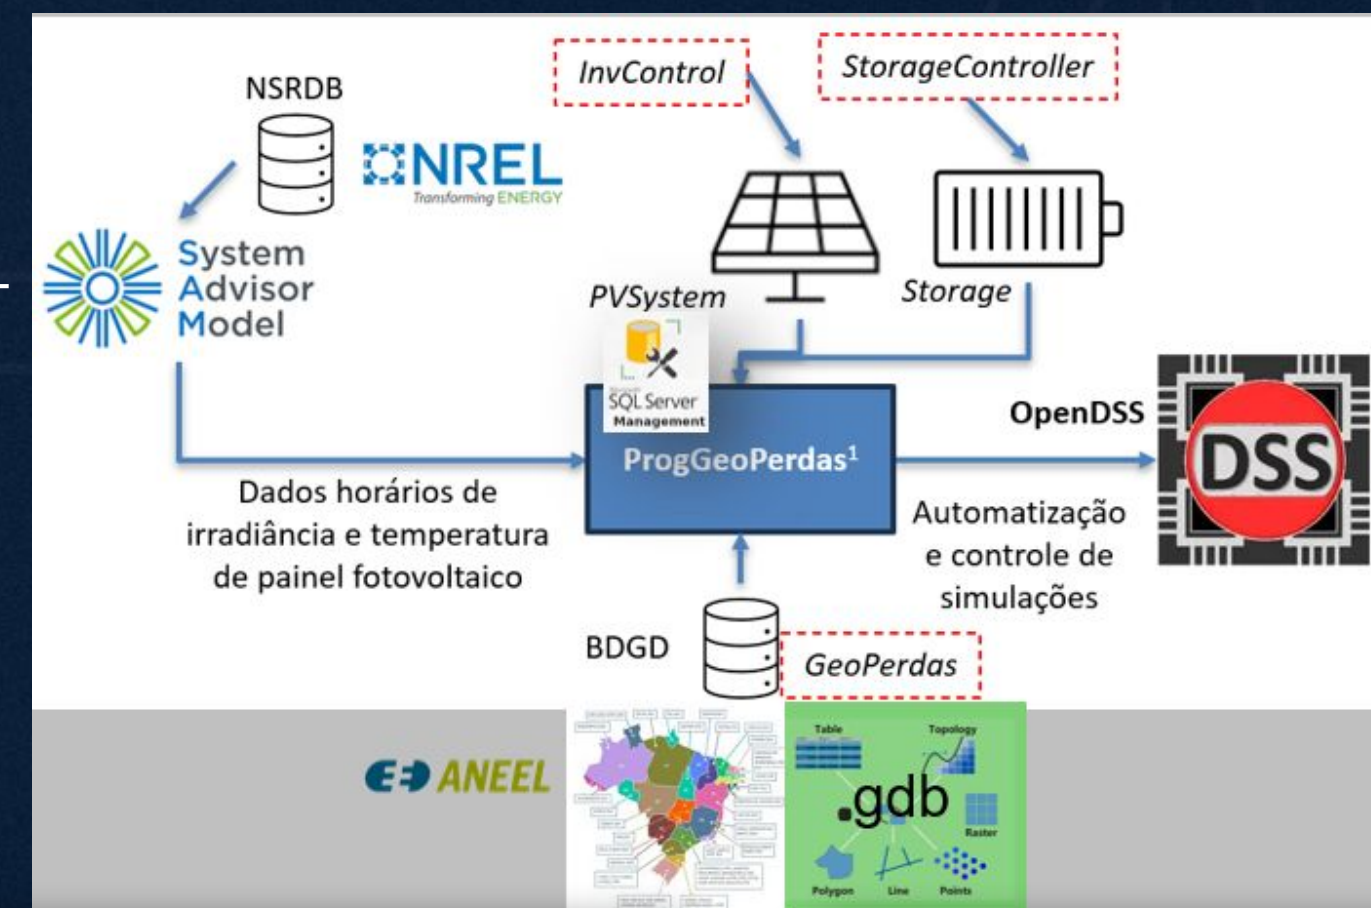 InvControl
StorageController
NSRDB
NREL
Transforming ENERGY
System
Advisor
Model
PVSystem
Storage
SQL Server
Management
OpenDSS
DSS
ProgGeoPerdas¹
Dados horários de
irradiância e temperatura
de painel fotovoltaico
Automatização
e controle de
simulações
BDGD
GeoPerdas
ANEEL
Table
Topology
.gdb
Raster
Polygon
Line
Points